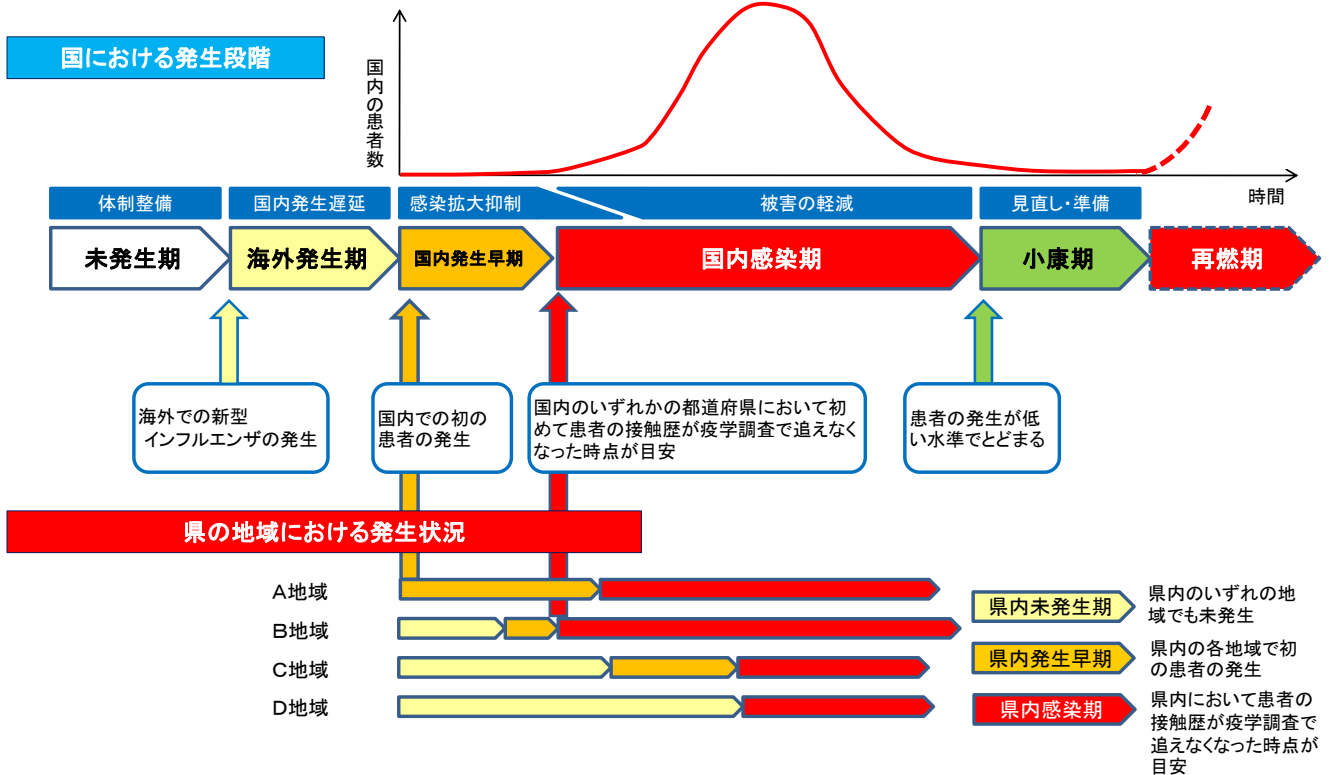 国における発生段階
国内の患者数
時間
体制整備
国内発生遅延
感染拡大抑制
被害の軽減
見直し・準備
未発生期
海外発生期
国内発生早期
国内感染期
小康期
再燃期
海外での新型
インフルエンザの発生
国内での初の
患者の発生
国内のいずれかの都道府県において初
めて患者の接触歴が疫学調査で追えなく
なった時点が目安
患者の発生が低
い水準でとどまる
県の地域における発生状況
A地域
B地域
C地域
D地域
県内未発生期
県内のいずれの地
域でも未発生
県内発生早期
県内の各地域で初
の患者の発生
県内感染期
県内において患者の
接触歴が疫学調査で
追えなくなった時点が
目安